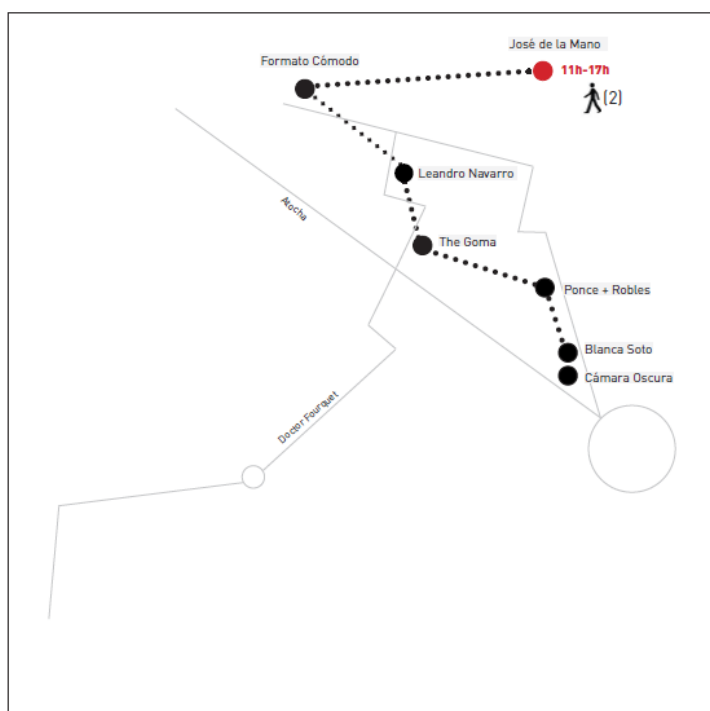 José de la Mano
Formato Cómodo
11h-17h
(2)
Leandro Navarro
Atocha
The Goma
Ponce + Robles
Blanca Soto
Cámara Oscura
Doctor Fourquet